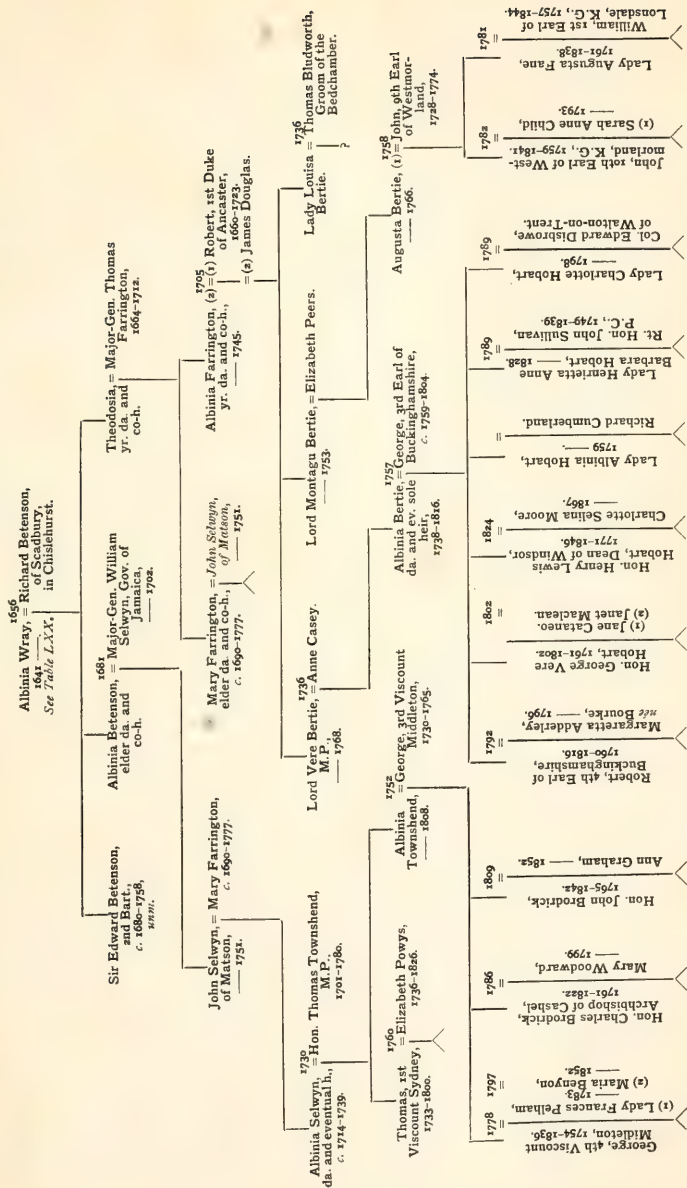 1656
Albinia Wray, = Richard Betenson,
1641 ——. of Scadbury,
See Table LXX, in Chislehurst.
Sir Edward Betenson,
2nd Bart.,
c. 1680–1758,
unm.
1681
Albinia Betenson, = Major-Gen. William
elder da. and Selwyn, Gov. of
co-h. Jamaica,
—— 1702.
Theodosia, = Major-Gen. Thomas
yr. da. and Farrington,
co-h. 1664–1712.
John Selwyn, = Mary Farrington,
of Matson, c. 1690–1777.
—— 1751.
Mary Farrington, = John Selwyn,
elder da. and co-h., of Matson,
c. 1690–1777. —— 1751.
1705
Albinia Farrington, (2) = (1) Robert, 1st Duke
yr. da. and co-h., of Ancaster,
—— 1745. 1660–1723.
= (2) James Douglas.
1730
Albinia Selwyn, = Hon. Thomas Townshend,
da. and eventual h., M.P.,
c. 1714–1739. 1701–1780.
1736
Lord Vere Bertie, = Anne Casey.
M.P.,
—— 1768.
Lord Montagu Bertie, = Elizabeth Peers.
—— 1753.
1736
Lady Louisa = Thomas Bludworth,
Bertie. Groom of the
Bedchamber.
?
1760
Thomas, 1st = Elizabeth Powys,
Viscount Sydney, 1736–1826.
1733–1800.
1752
Albinia = George, 3rd Viscount
Townshend, Middleton,
—— 1808. 1730–1765.
1757
Albinia Bertie, = George, 3rd Earl of
da. and ev. sole Buckinghamshire,
heir, c. 1759–1804.
1738–1816.
1758
Augusta Bertie, (1) = John, 9th Earl
—— 1766. of Westmor-
land,
1728–1774.
1778 1797
=
George, 4th Viscount
Midleton, 1754–1836.
(1) Lady Frances Pelham,
—— 1783.
(2) Maria Benyon,
—— 1852.
1786
=
Hon. Charles Brodrick,
Archbishop of Cashel,
1761–1822.
Mary Woodward,
—— 1799.
1809
=
Hon. John Brodrick,
1765–1842.
Ann Graham, —— 1852.
1792
=
Robert, 4th Earl of
Buckinghamshire,
1760–1816.
Margaretta Adderley,
née Bourke, —— 1796.
1802
Hon. George Vere
Hobart, 1761–1802.
(1) Jane Cataneo.
(2) Janet Maclean.
1824
=
Hon. Henry Lewis
Hobart, Dean of Windsor,
1771–1846.
Charlotte Selina Moore,
—— 1867.
=
Lady Albinia Hobart,
1759 ——.
Richard Cumberland.
1789
=
Lady Henrietta Anne
Barbara Hobart, —— 1828.
Rt. Hon. John Sullivan,
P.C., 1749–1839.
1789
=
Lady Charlotte Hobart,
—— 1798.
Col. Edward Disbrowe,
of Walton-on-Trent.
1782
=
John, 10th Earl of West-
morland, K.G., 1759–1841.
(1) Sarah Anne Child,
—— 1793.
1781
=
Lady Augusta Fane,
1761–1838.
William, 1st Earl of
Lonsdale, K.G., 1757–1844.